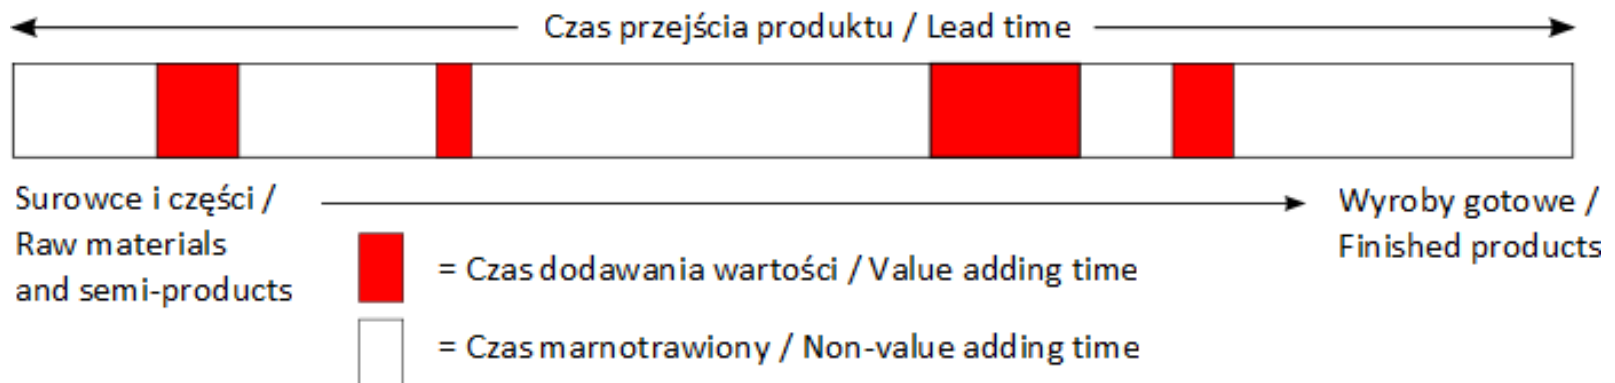 Czas przejścia produktu / Lead time
Surowce i części /
Raw materials
and semi-products
Wyroby gotowe /
Finished products
= Czas dodawania wartości / Value adding time
= Czas marnotrawiony / Non-value adding time